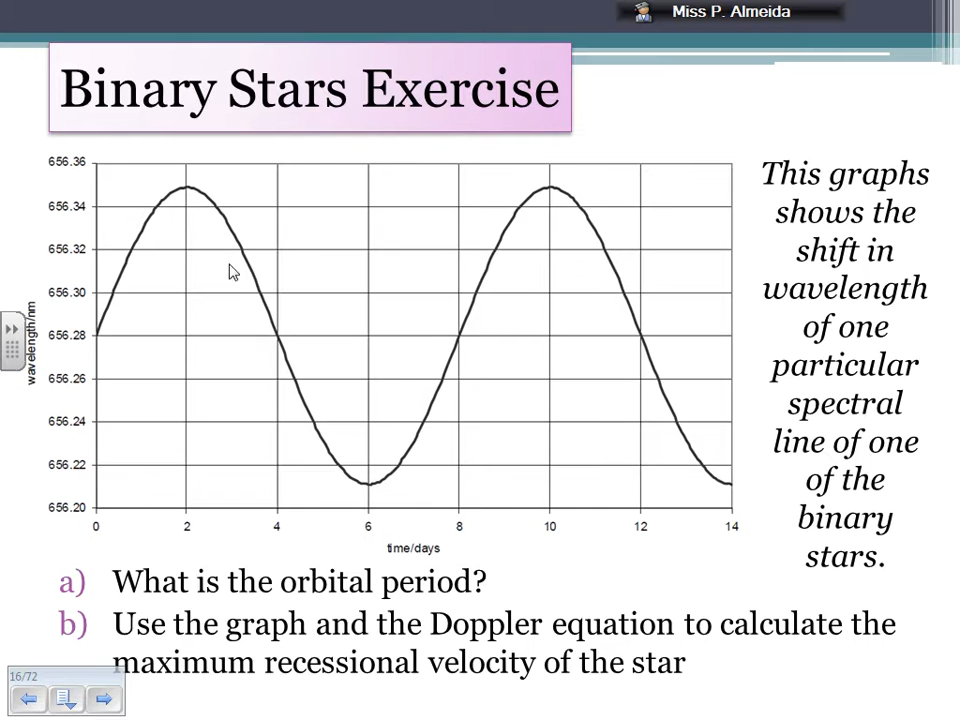 Miss P. Almeida
Binary Stars Exercise
656.36
656.34
656.32
656.30
656.28
656.26
656.24
656.22
656.20
wavelength/nm
0 2 4 6 8 10 12 14
time/days
This graphs
shows the
shift in
wavelength
of one
particular
spectral
line of one
of the
binary
stars.
a) What is the orbital period?
b) Use the graph and the Doppler equation to calculate the
maximum recessional velocity of the star
16/72